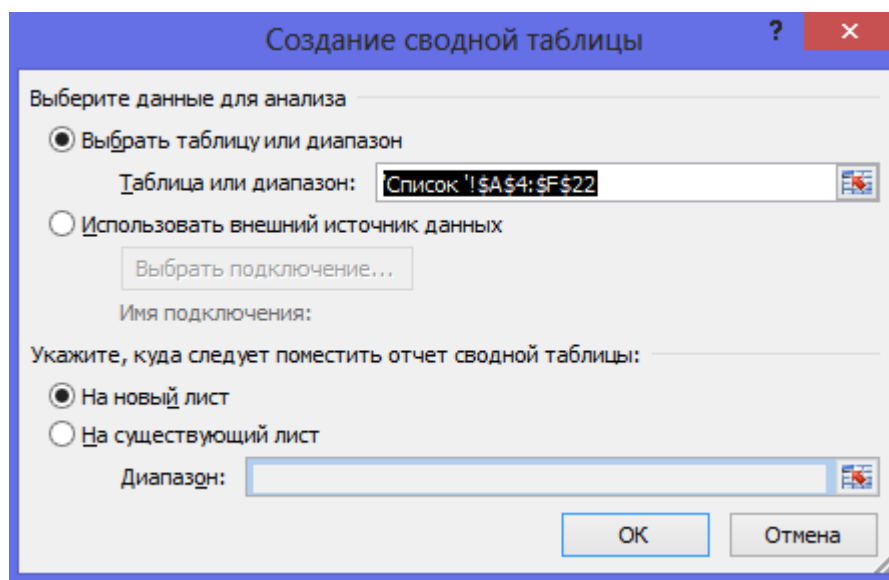 Создание сводной таблицы ?
Выберите данные для анализа
Выбрать таблицу или диапазон
Таблица или диапазон: 'Список '!$A$4:$F$22
Использовать внешний источник данных
Выбрать подключение...
Имя подключения:
Укажите, куда следует поместить отчет сводной таблицы:
На новый лист
На существующий лист
Диапазон:
ОК Отмена